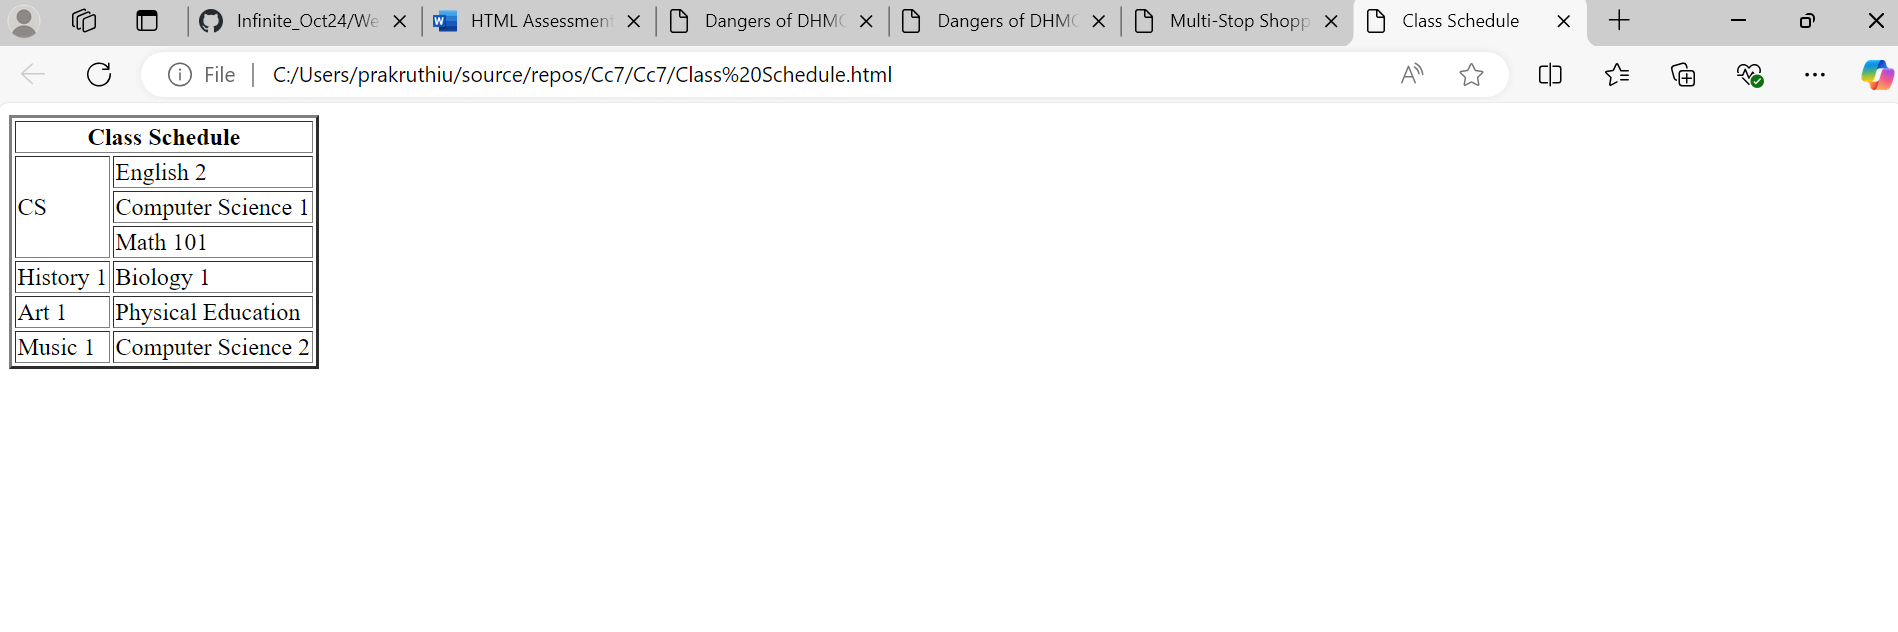 Infinite_Oct24/We HTML Assessment Dangers of DHMO Dangers of DHMO Multi-Stop Shopp Class Schedule
File C:/Users/prakruthiu/source/repos/Cc7/Cc7/Class%20Schedule.html
Class Schedule
CS
English 2
Computer Science 1
Math 101
History 1 Biology 1
Art 1 Physical Education
Music 1 Computer Science 2